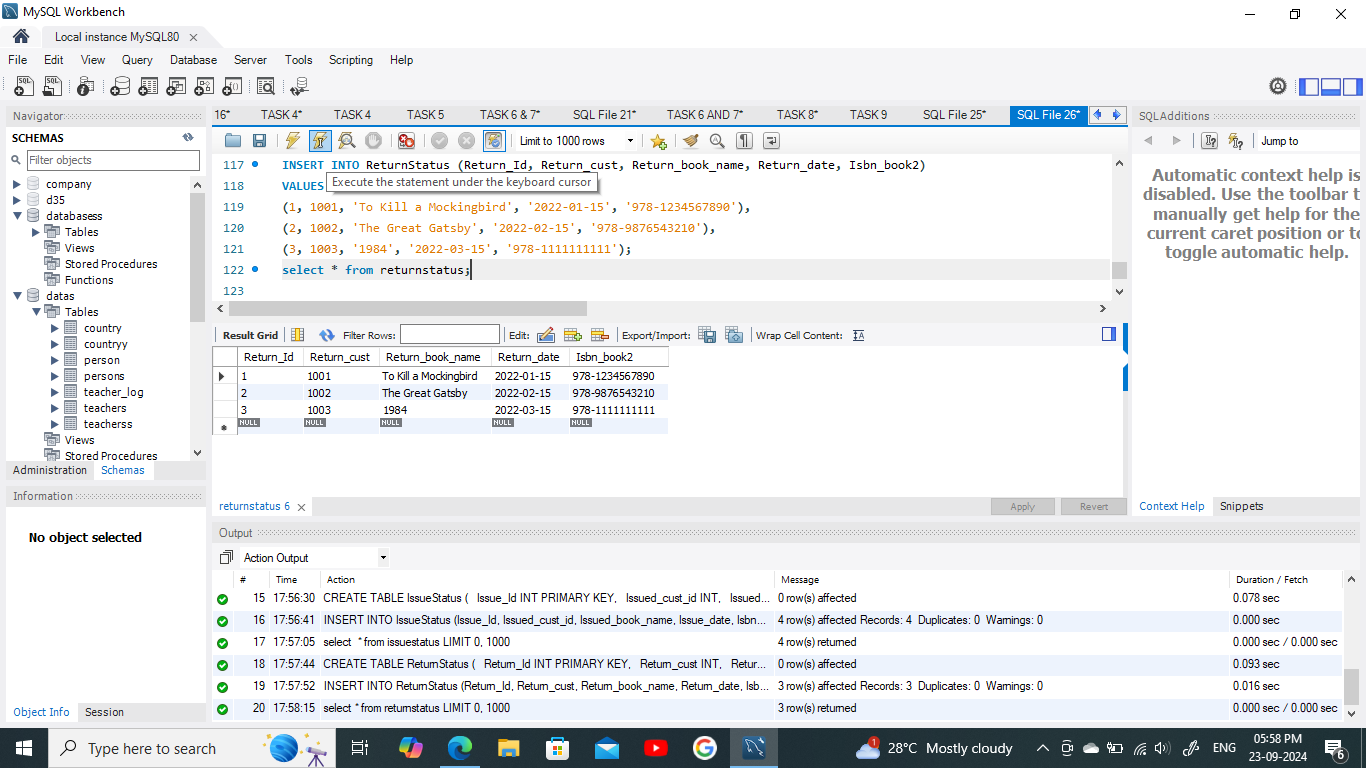 MySQL Workbench
Local instance MySQL80
File Edit View Query Database Server Tools Scripting Help
Navigator
SCHEMAS
Filter objects
company
d35
databasess
Tables
Views
Stored Procedures
Functions
datas
Tables
country
countryy
person
persons
teacher_log
teachers
teacherss
Views
Stored Procedures
Administration Schemas
Information
No object selected
Object Info Session
16* TASK 4* TASK 4 TASK 5 TASK 6 & 7* SQL File 21* TASK 6 AND 7* TASK 8* TASK 9 SQL File 25* SQL File 26*
Limit to 1000 rows
117 INSERT INTO ReturnStatus (Return_Id, Return_cust, Return_book_name, Return_date, Isbn_book2)
118 VALUES
Execute the statement under the keyboard cursor
119 (1, 1001, 'To Kill a Mockingbird', '2022-01-15', '978-1234567890'),
120 (2, 1002, 'The Great Gatsby', '2022-02-15', '978-9876543210'),
121 (3, 1003, '1984', '2022-03-15', '978-1111111111');
122 select * from returnstatus;
123
Result Grid Filter Rows: Edit: Export/Import: Wrap Cell Content:
Return_Id Return_cust Return_book_name Return_date Isbn_book2
1 1001 To Kill a Mockingbird 2022-01-15 978-1234567890
2 1002 The Great Gatsby 2022-02-15 978-9876543210
3 1003 1984 2022-03-15 978-1111111111
NULL NULL NULL NULL NULL
returnstatus 6
Apply Revert
SQLAdditions
Jump to
Automatic context help is
disabled. Use the toolbar t
manually get help for the
current caret position or to
toggle automatic help.
Context Help Snippets
Output
Action Output
# Time Action Message Duration / Fetch
15 17:56:30 CREATE TABLE IssueStatus ( Issue_Id INT PRIMARY KEY, Issued_cust_id INT, Issued... 0 row(s) affected 0.078 sec
16 17:56:41 INSERT INTO IssueStatus (Issue_Id, Issued_cust_id, Issued_book_name, Issue_date, Isbn... 4 row(s) affected Records: 4 Duplicates: 0 Warnings: 0 0.000 sec
17 17:57:05 select * from issuestatus LIMIT 0, 1000 4 row(s) returned 0.000 sec / 0.000 sec
18 17:57:44 CREATE TABLE ReturnStatus ( Return_Id INT PRIMARY KEY, Return_cust INT, Retur... 0 row(s) affected 0.093 sec
19 17:57:52 INSERT INTO ReturnStatus (Return_Id, Return_cust, Return_book_name, Return_date, Isb... 3 row(s) affected Records: 3 Duplicates: 0 Warnings: 0 0.016 sec
20 17:58:15 select * from returnstatus LIMIT 0, 1000 3 row(s) returned 0.000 sec / 0.000 sec
Type here to search
1
28°C Mostly cloudy
ENG
05:58 PM
23-09-2024
6